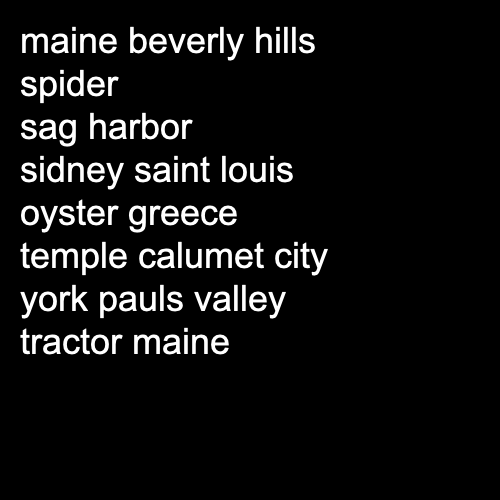 maine beverly hills
spider
sag harbor
sidney saint louis
oyster greece
temple calumet city
york pauls valley
tractor maine